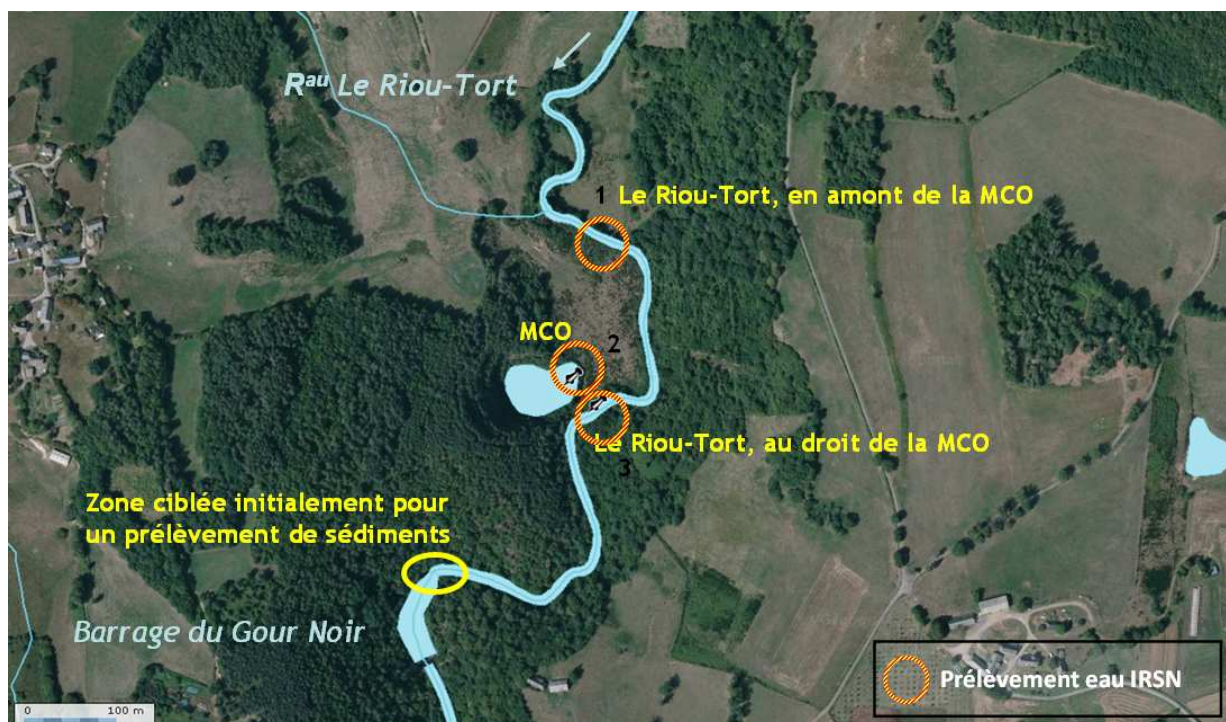 Rau Le Riou-Tort
1 Le Riou-Tort, en amont de la MCO
MCO
2
Le Riou-Tort, au droit de la MCO
3
Zone ciblée initialement pour
un prélèvement de sédiments
Barrage du Gour Noir
Prélèvement eau IRSN
0 100 m